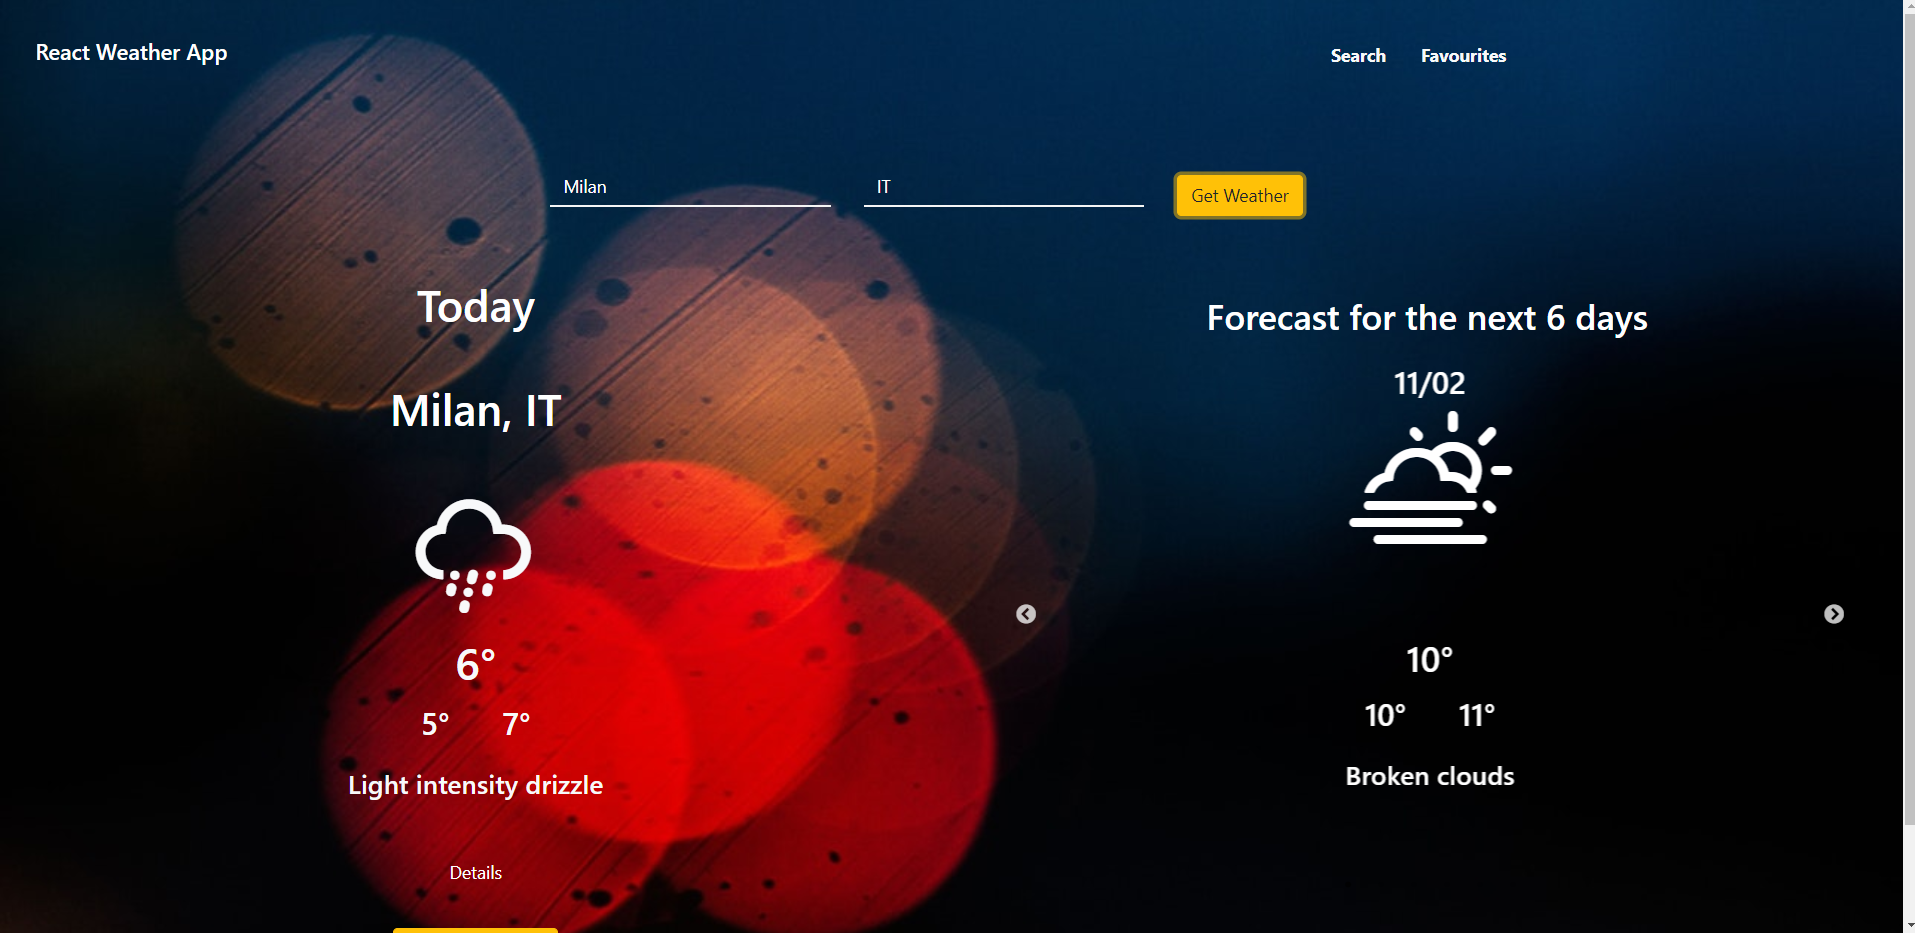 React Weather App
Search
Favourites
Milan
IT
Get Weather
Today
Milan, IT
6°
5° 7°
Light intensity drizzle
Details
Forecast for the next 6 days
11/02
10°
10° 11°
Broken clouds